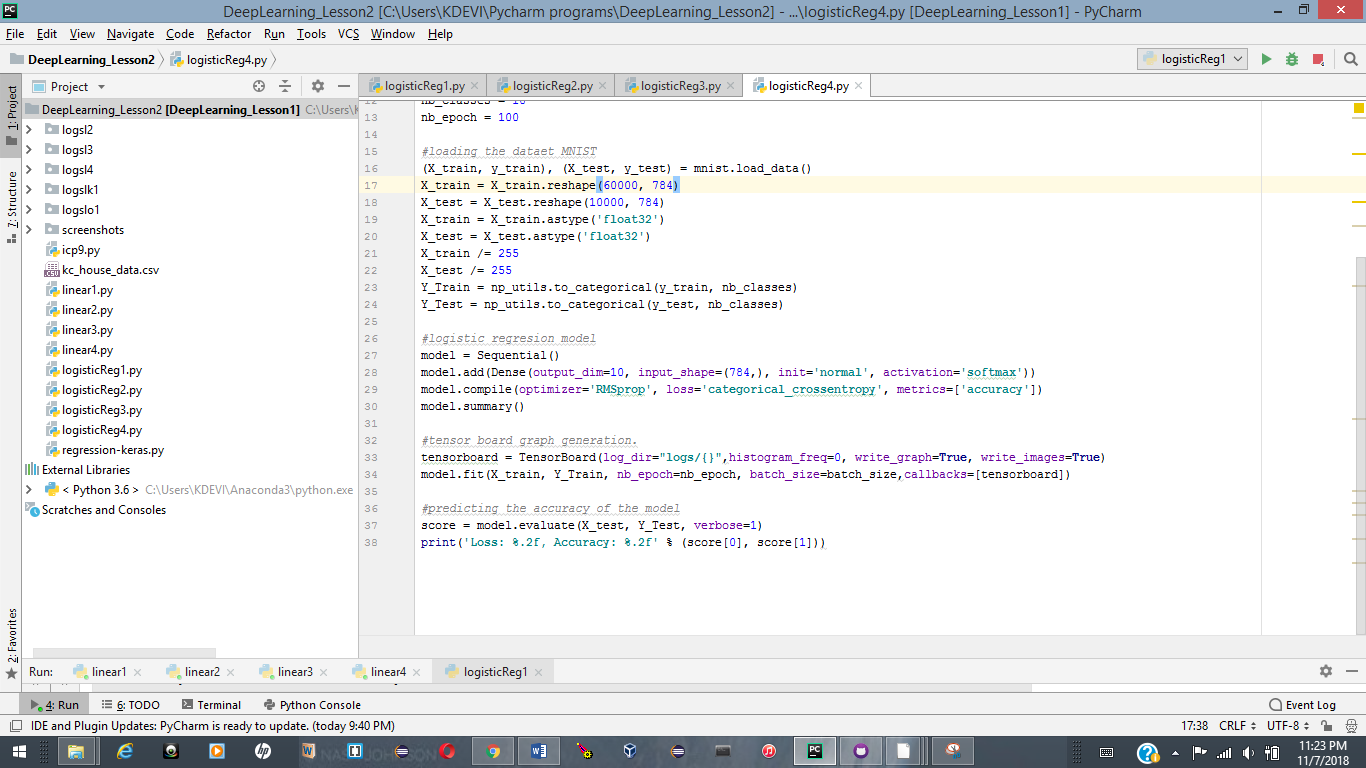 DeepLearning_Lesson2 [C:\Users\KDEVI\Pycharm programs\DeepLearning_Lesson2] - ...\logisticReg4.py [DeepLearning_Lesson1] - PyCharm
File Edit View Navigate Code Refactor Run Tools VCS Window Help
DeepLearning_Lesson2 logisticReg4.py logisticReg1
Project logisticReg1.py logisticReg2.py logisticReg3.py logisticReg4.py
1: Project
7: Structure
2: Favorites
DeepLearning_Lesson2 [DeepLearning_Lesson1] C:\Users\K
logsl2
logsl3
logsl4
logslk1
logslo1
screenshots
icp9.py
kc_house_data.csv
linear1.py
linear2.py
linear3.py
linear4.py
logisticReg1.py
logisticReg2.py
logisticReg3.py
logisticReg4.py
regression-keras.py
External Libraries
< Python 3.6 > C:\Users\KDEVI\Anaconda3\python.exe
Scratches and Consoles
12 nb_classes = 10
13 nb_epoch = 100
14
15 #loading the dataet MNIST
16 (X_train, y_train), (X_test, y_test) = mnist.load_data()
17 X_train = X_train.reshape(60000, 784)
18 X_test = X_test.reshape(10000, 784)
19 X_train = X_train.astype('float32')
20 X_test = X_test.astype('float32')
21 X_train /= 255
22 X_test /= 255
23 Y_Train = np_utils.to_categorical(y_train, nb_classes)
24 Y_Test = np_utils.to_categorical(y_test, nb_classes)
25
26 #logistic regresion model
27 model = Sequential()
28 model.add(Dense(output_dim=10, input_shape=(784,), init='normal', activation='softmax'))
29 model.compile(optimizer='RMSprop', loss='categorical_crossentropy', metrics=['accuracy'])
30 model.summary()
31
32 #tensor board graph generation.
33 tensorboard = TensorBoard(log_dir="logs/{}",histogram_freq=0, write_graph=True, write_images=True)
34 model.fit(X_train, Y_Train, nb_epoch=nb_epoch, batch_size=batch_size,callbacks=[tensorboard])
35
36 #predicting the accuracy of the model
37 score = model.evaluate(X_test, Y_Test, verbose=1)
38 print('Loss: %.2f, Accuracy: %.2f' % (score[0], score[1]))
Run: linear1 linear2 linear3 linear4 logisticReg1
4: Run 6: TODO Terminal Python Console Event Log
IDE and Plugin Updates: PyCharm is ready to update. (today 9:40 PM) 17:38 CRLF UTF-8
11:23 PM
11/7/2018